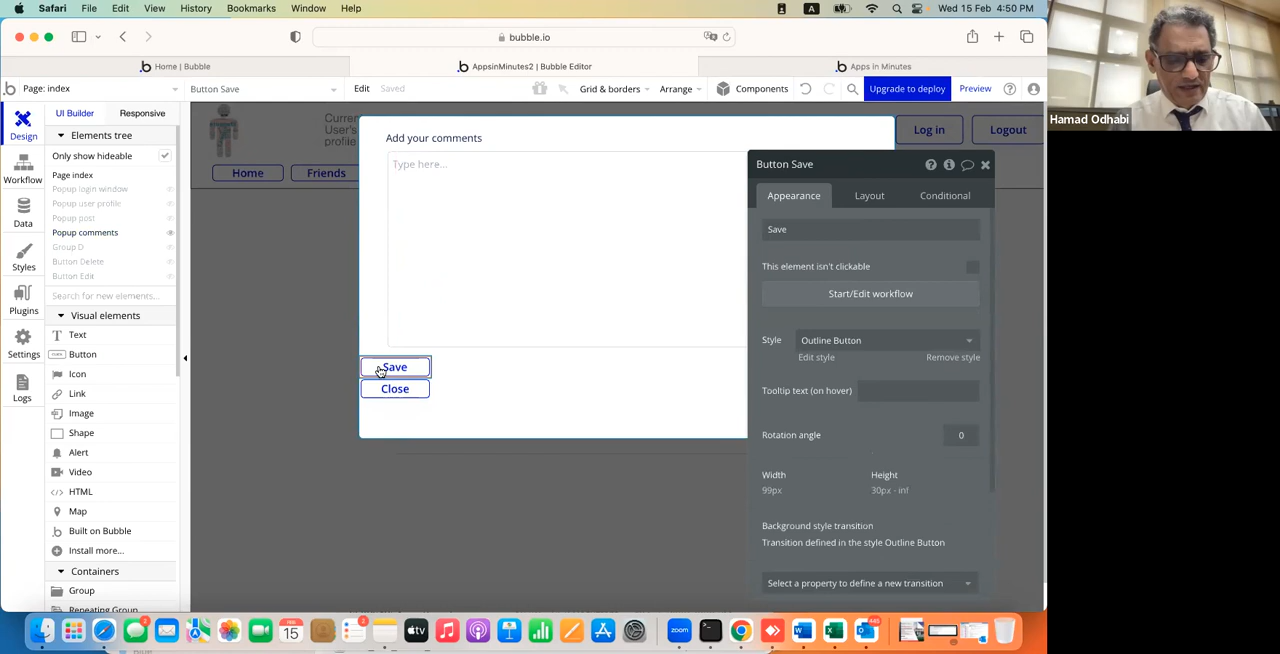 Safari File Edit View History Bookmarks Window Help
A
Wed 15 Feb 4:50 PM
bubble.io
Home | Bubble
AppsinMinutes2 | Bubble Editor
Apps in Minutes
Page: index
Button Save
Edit
Saved
Grid & borders
Arrange
Components
Upgrade to deploy
Preview
Design
Workflow
Data
Styles
Plugins
Settings
Logs
UI Builder
Responsive
Elements tree
Only show hideable
Page index
Popup login window
Popup user profile
Popup post
Popup comments
Group D
Button Delete
Button Edit
Search for new elements...
Visual elements
Text
Button
Icon
Link
Image
Shape
Alert
Video
HTML
Map
Built on Bubble
Install more...
Containers
Group
Repeating Group
Current
User's
profile
Home
Friends
Log in
Logout
Add your comments
Type here...
Save
Close
Button Save
Appearance
Layout
Conditional
Save
This element isn't clickable
Start/Edit workflow
Style
Outline Button
Edit style
Remove style
Tooltip text (on hover)
Rotation angle
0
Width
Height
99px
30px - inf
Background style transition
Transition defined in the style Outline Button
Select a property to define a new transition
Hamad Odhabi
zoom